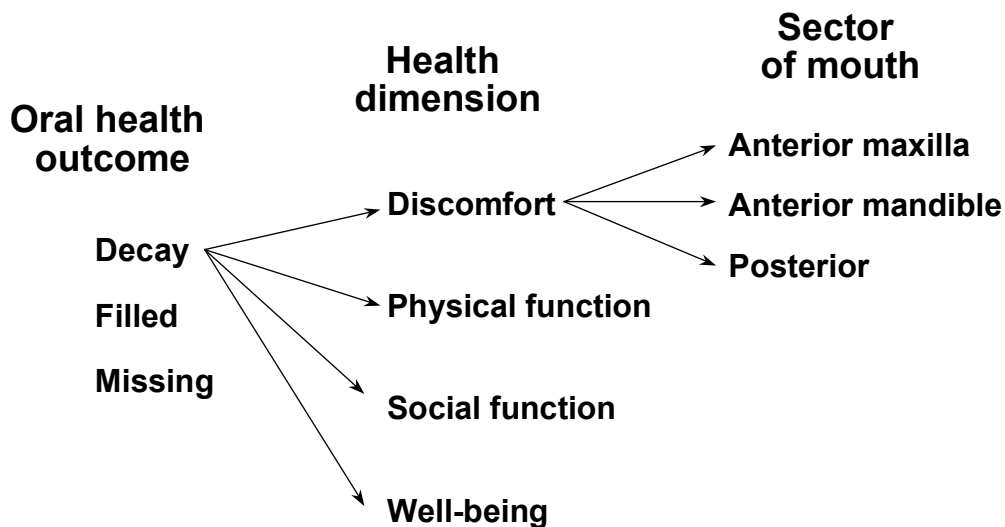 Oral health
outcome
Decay
Filled
Missing
Health
dimension
Discomfort
Physical function
Social function
Well-being
Sector
of mouth
Anterior maxilla
Anterior mandible
Posterior